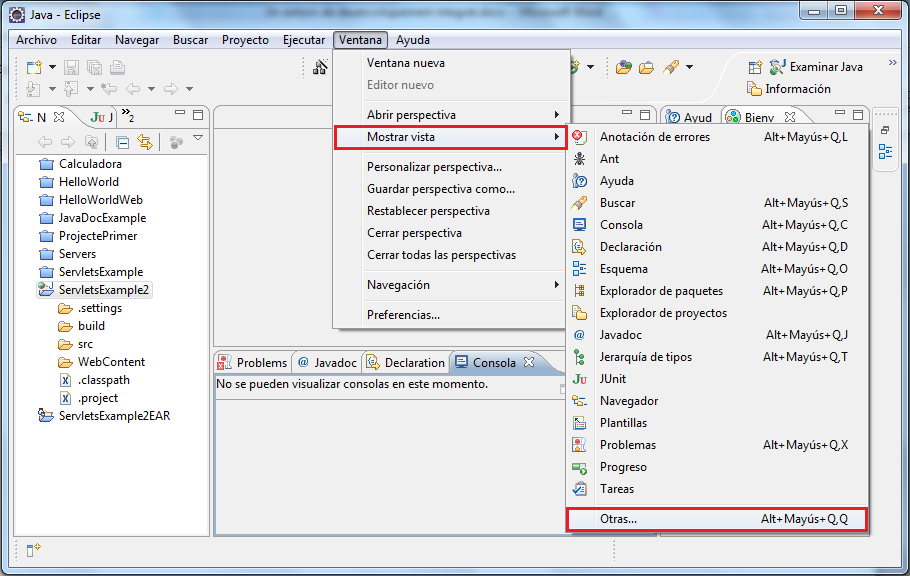 Java - Eclipse
Archivo Editar Navegar Buscar Proyecto Ejecutar Ventana Ayuda
Examinar Java
Información
N
J
2
Ayud
Bienv
Calculadora
HelloWorld
HelloWorldWeb
JavaDocExample
ProjectePrimer
Servers
ServletsExample
ServletsExample2
.settings
build
src
WebContent
.classpath
.project
ServletsExample2EAR
Ventana nueva
Editor nuevo
Abrir perspectiva
Mostrar vista
Personalizar perspectiva...
Guardar perspectiva como...
Restablecer perspectiva
Cerrar perspectiva
Cerrar todas las perspectivas
Navegación
Preferencias...
Anotación de errores Alt+Mayús+Q,L
Ant
Ayuda
Buscar Alt+Mayús+Q,S
Consola Alt+Mayús+Q,C
Declaración Alt+Mayús+Q,D
Esquema Alt+Mayús+Q,O
Explorador de paquetes Alt+Mayús+Q,P
Explorador de proyectos
Javadoc Alt+Mayús+Q,J
Jerarquía de tipos Alt+Mayús+Q,T
JUnit
Navegador
Plantillas
Problemas Alt+Mayús+Q,X
Progreso
Tareas
Otras... Alt+Mayús+Q,Q
Problems Javadoc Declaration Consola
No se pueden visualizar consolas en este momento.